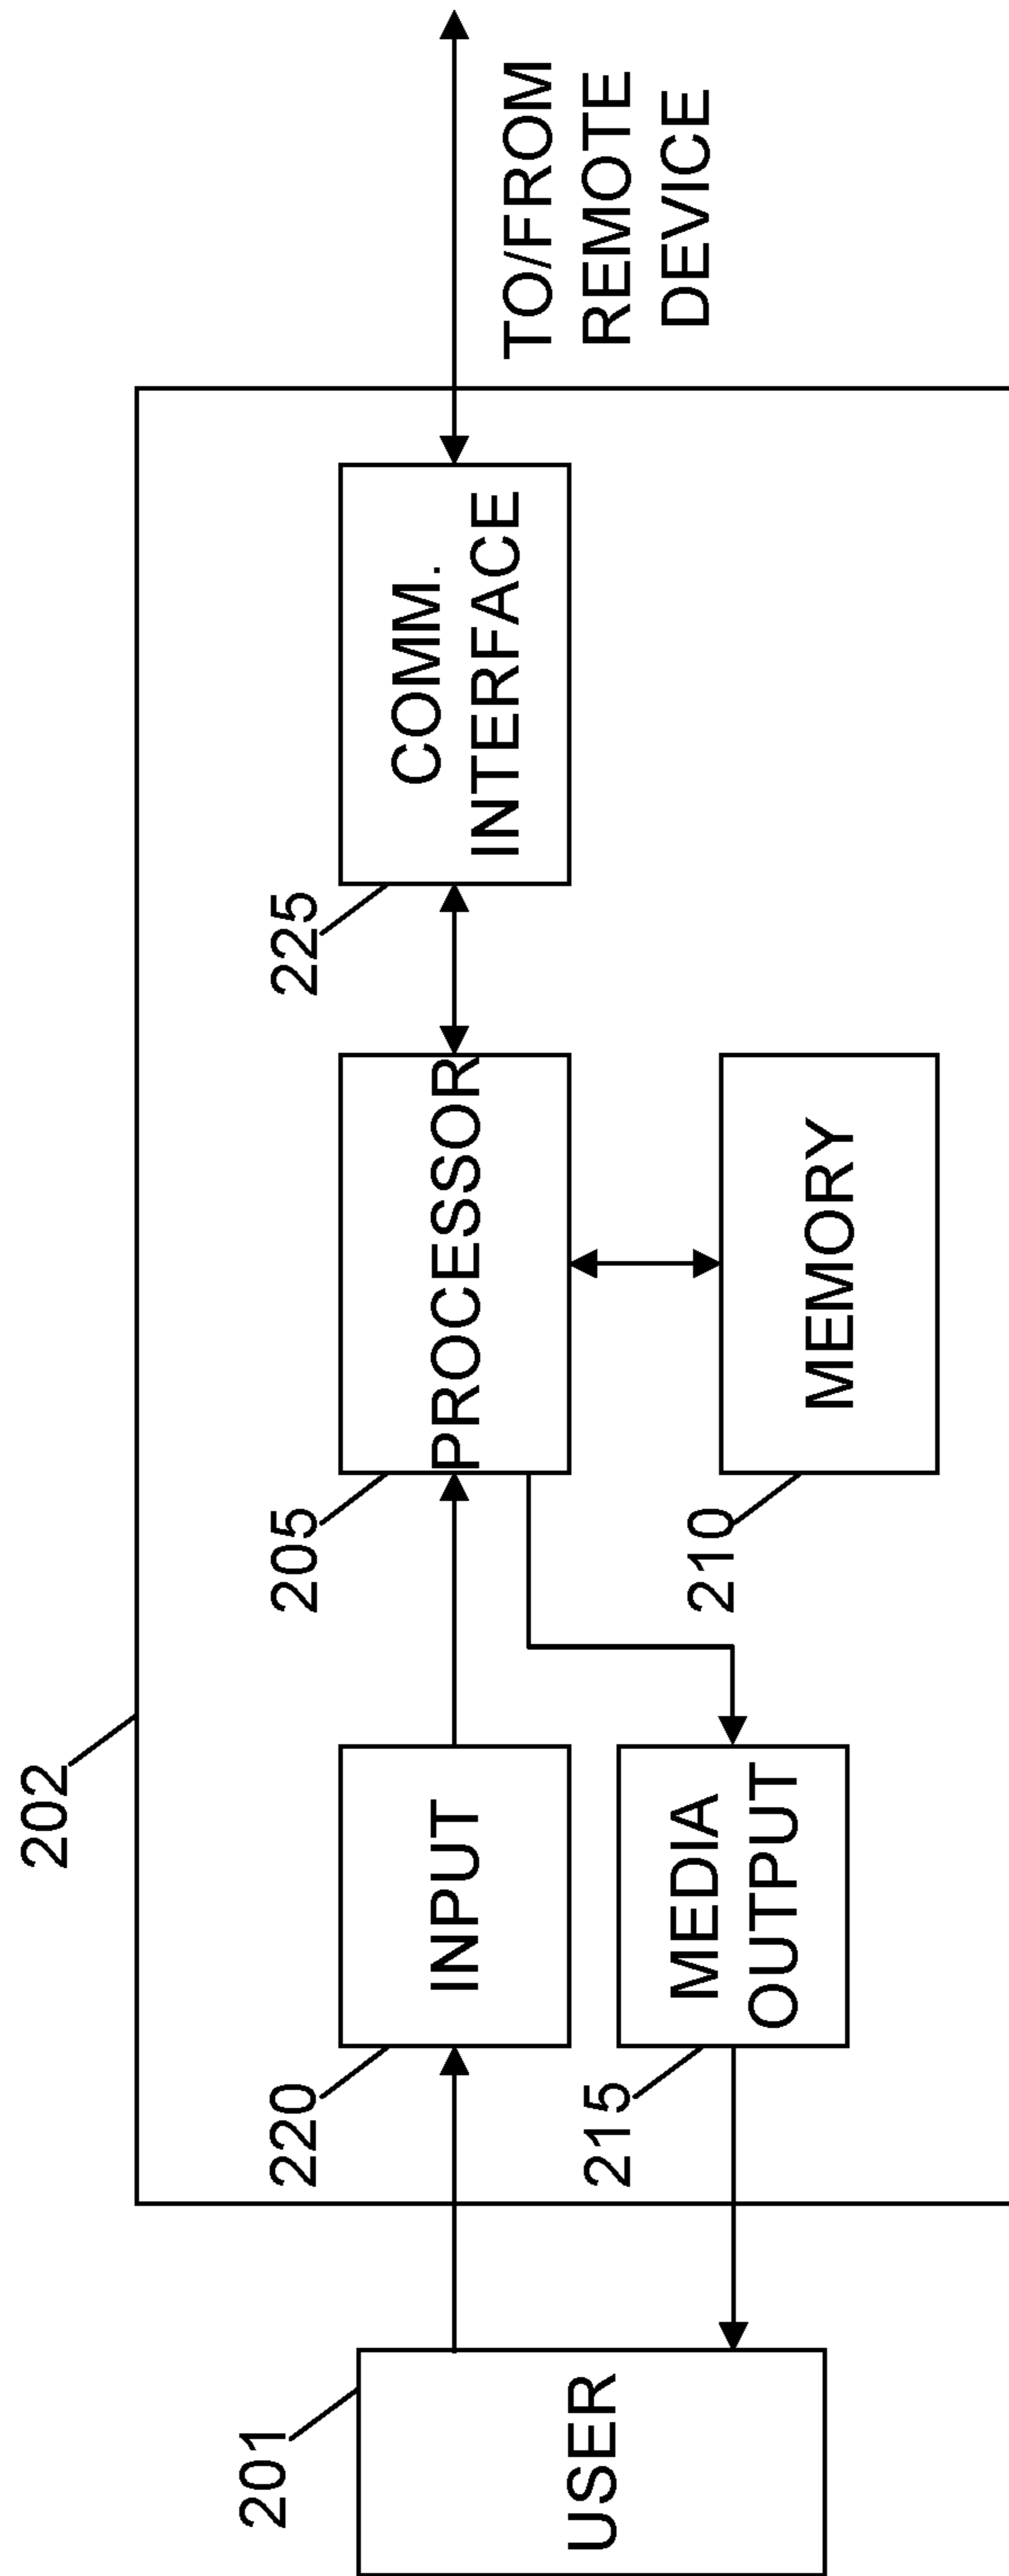 202
225
COMM.
INTERFACE
TO/FROM
REMOTE
DEVICE
205
PROCESSOR
210
MEMORY
220
INPUT
215
MEDIA
OUTPUT
201
USER